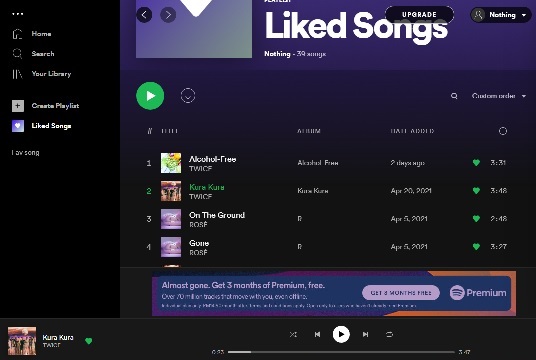 PLAYLIST
Liked Songs
UPGRADE
Nothing
Nothing • 39 songs
Home
Search
Your Library
Create Playlist
Liked Songs
Fav song
Custom order
# TITLE ALBUM DATE ADDED
1 Alcohol-Free Alcohol-Free 2 days ago 3:31
TWICE
2 Kura Kura Kura Kura Apr 20, 2021 3:48
TWICE
3 On The Ground R Apr 5, 2021 2:48
ROSÉ
4 Gone R Apr 5, 2021 3:27
ROSÉ
Almost gone. Get 3 months of Premium, free.
Over 70 million tracks that move with you, even offline.
GET 3 MONTHS FREE
Premium
Kura Kura
TWICE
0:23 3:47